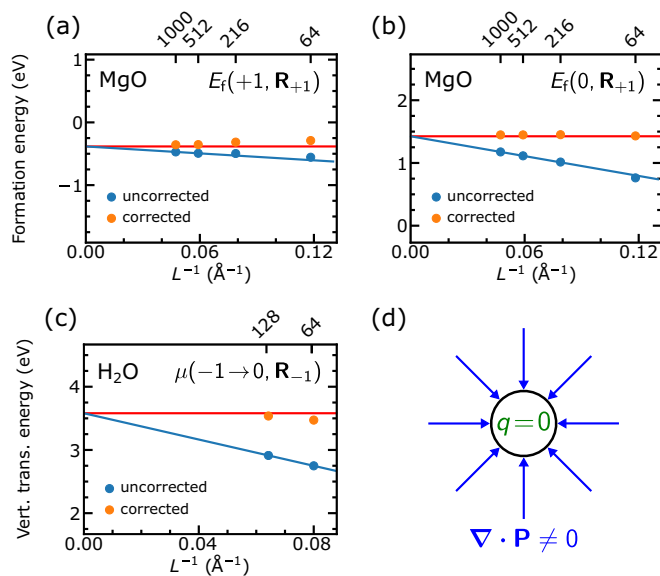 (a)
1000 512 216 64
MgO E_f(+1, R_{+1})
Formation energy (eV)
0
−1
uncorrected
corrected
0.00 0.06 0.12
L⁻¹ (Å⁻¹)
(b)
1000 512 216 64
MgO E_f(0, R_{+1})
2
1
0
uncorrected
corrected
0.00 0.06 0.12
L⁻¹ (Å⁻¹)
(c)
128 64
H₂O μ(−1→0, R_{−1})
Vert. trans. energy (eV)
4
3
2
uncorrected
corrected
0.00 0.04 0.08
L⁻¹ (Å⁻¹)
(d)
q=0
∇ · P ≠ 0